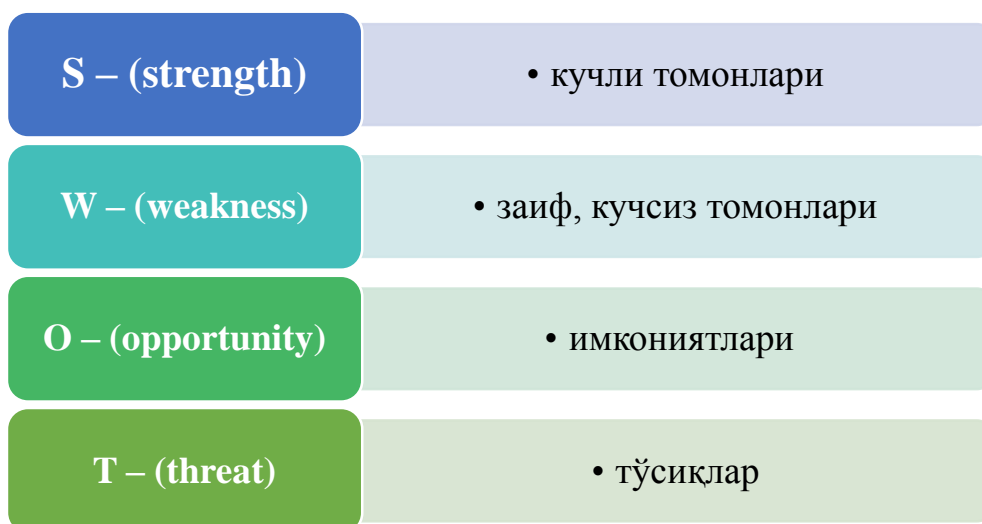 S – (strength)
• кучли томонлари
W – (weakness)
• заиф, кучсиз томонлари
O – (opportunity)
• имкониятлари
T – (threat)
• тўсиқлар